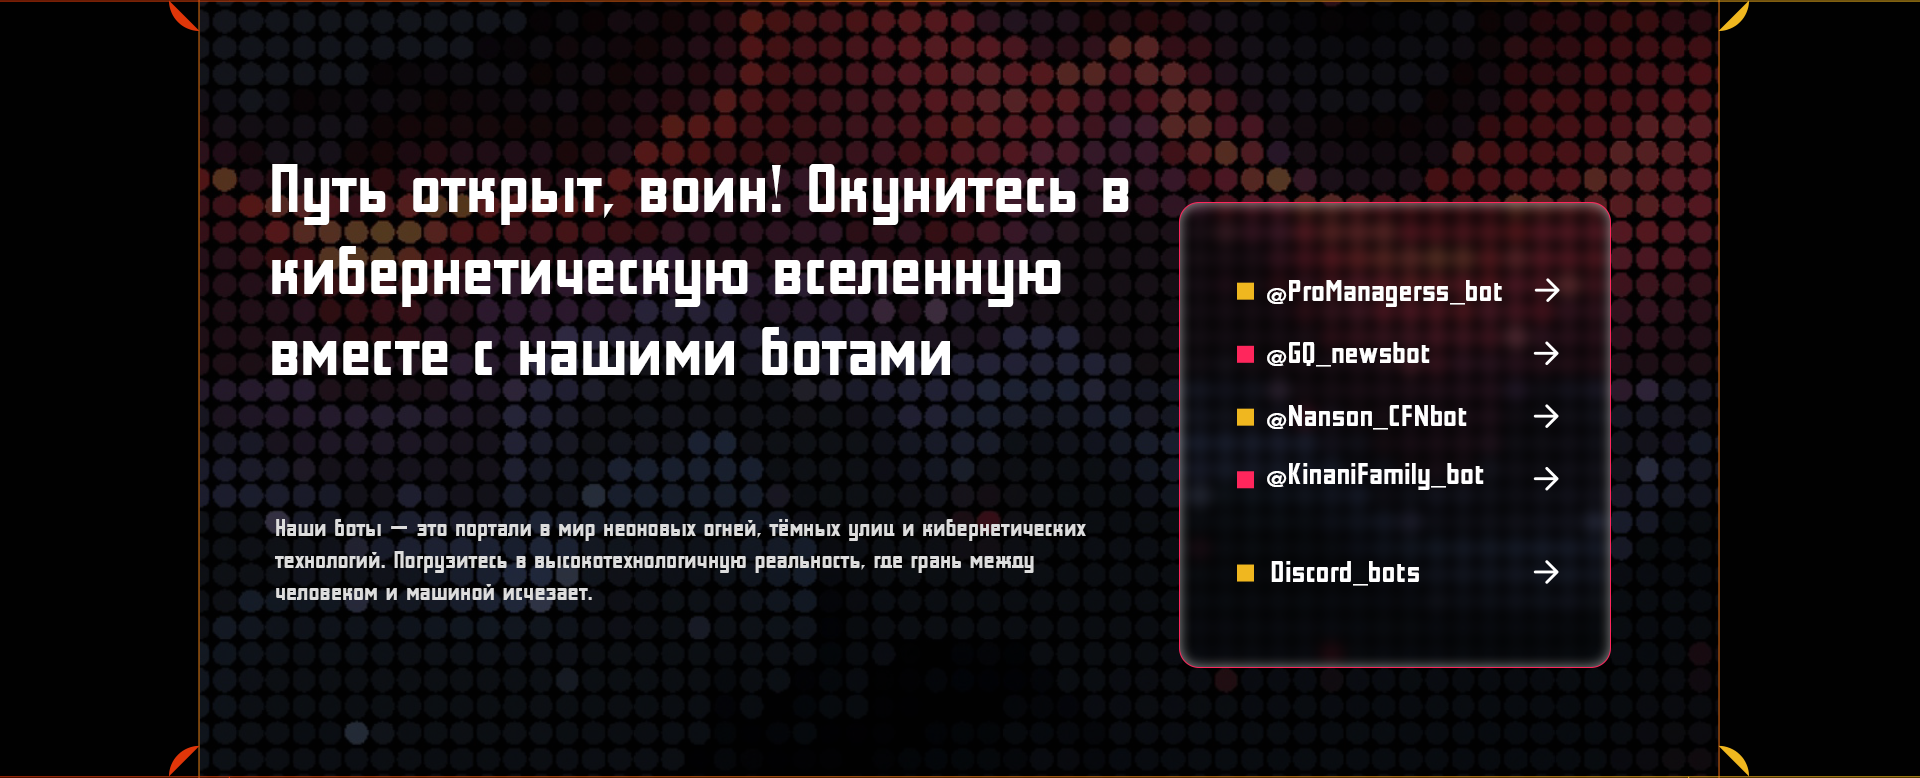 Путь открыт, воин! Окунитесь в
кибернетическую вселенную
вместе с нашими ботами
Наши боты — это портали в мир неоновых огней, тёмных улиц и кибернетических
технологий. Погрузитесь в высокотехнологичную реальность, где грань между
человеком и машиной исчезает.
@ProManagerss_bot
@GQ_newsbot
@Nanson_CFNbot
@KinaniFamily_bot
Discord_bots